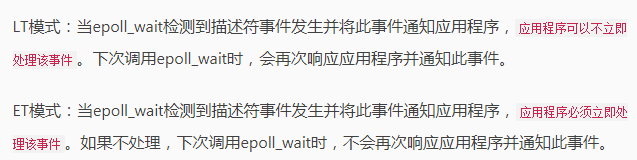 LT模式：当epoll_wait检测到描述符事件发生并将此事件通知应用程序，应用程序可以不立即
处理该事件。下次调用epoll_wait时，会再次响应应用程序并通知此事件。
ET模式：当epoll_wait检测到描述符事件发生并将此事件通知应用程序，应用程序必须立即处
理该事件。如果不处理，下次调用epoll_wait时，不会再次响应应用程序并通知此事件。